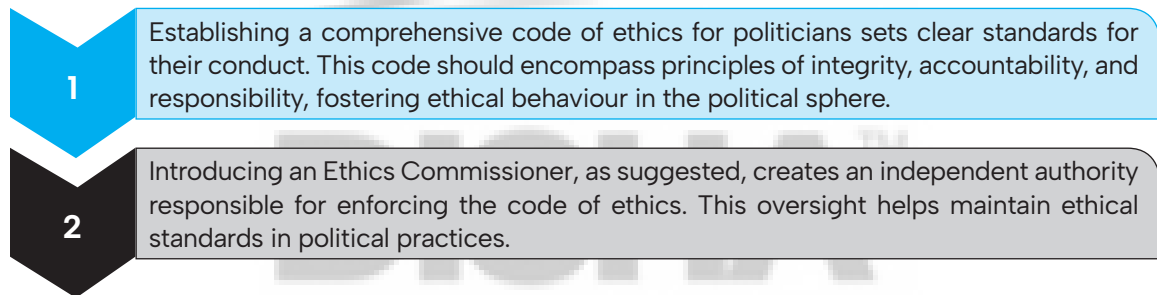 1
Establishing a comprehensive code of ethics for politicians sets clear standards for
their conduct. This code should encompass principles of integrity, accountability, and
responsibility, fostering ethical behaviour in the political sphere.
2
Introducing an Ethics Commissioner, as suggested, creates an independent authority
responsible for enforcing the code of ethics. This oversight helps maintain ethical
standards in political practices.